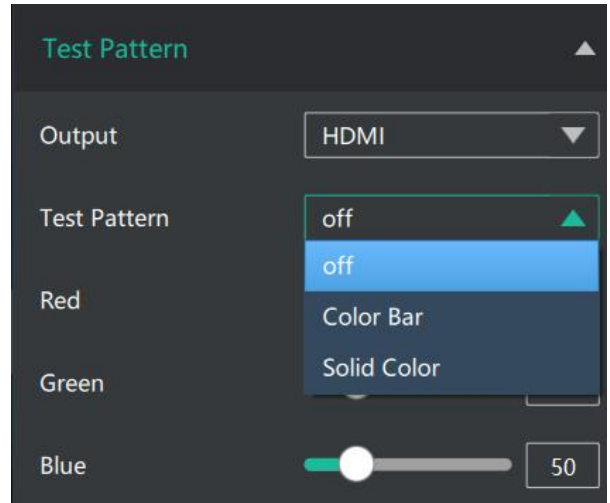 Test Pattern
Output HDMI
Test Pattern off
off
Red
Color Bar
Solid Color
Green
Blue 50